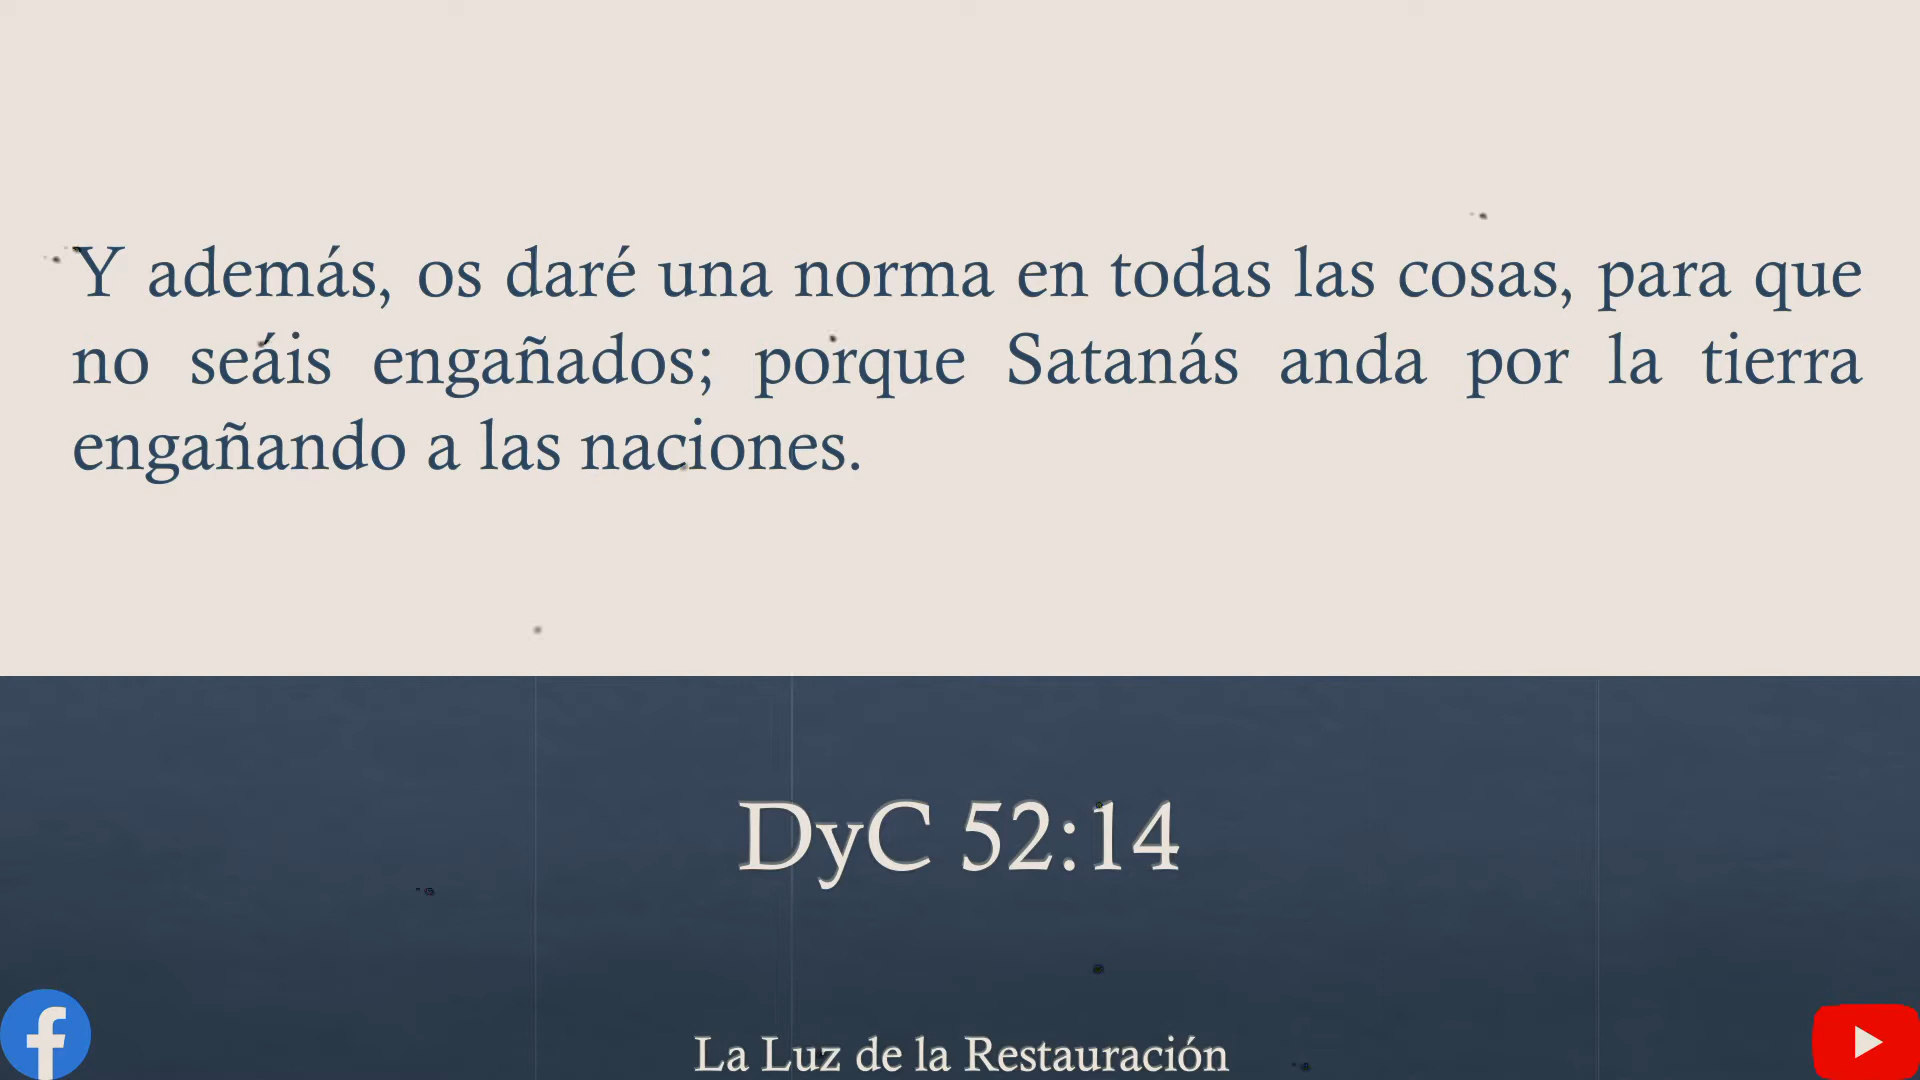 Y además, os daré una norma en todas las cosas, para que
no seáis engañados; porque Satanás anda por la tierra
engañando a las naciones.
DyC 52:14
La Luz de la Restauración